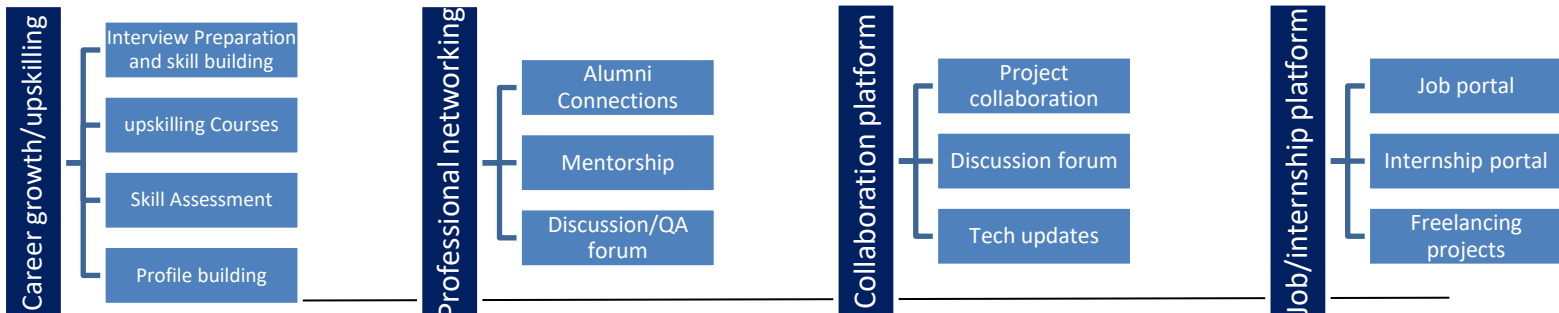 Career growth/upskilling
Interview Preparation
and skill building
upskilling Courses
Skill Assessment
Profile building
Professional networking
Alumni
Connections
Mentorship
Discussion/QA
forum
Collaboration platform
Project
collaboration
Discussion forum
Tech updates
Job/internship platform
Job portal
Internship portal
Freelancing
projects